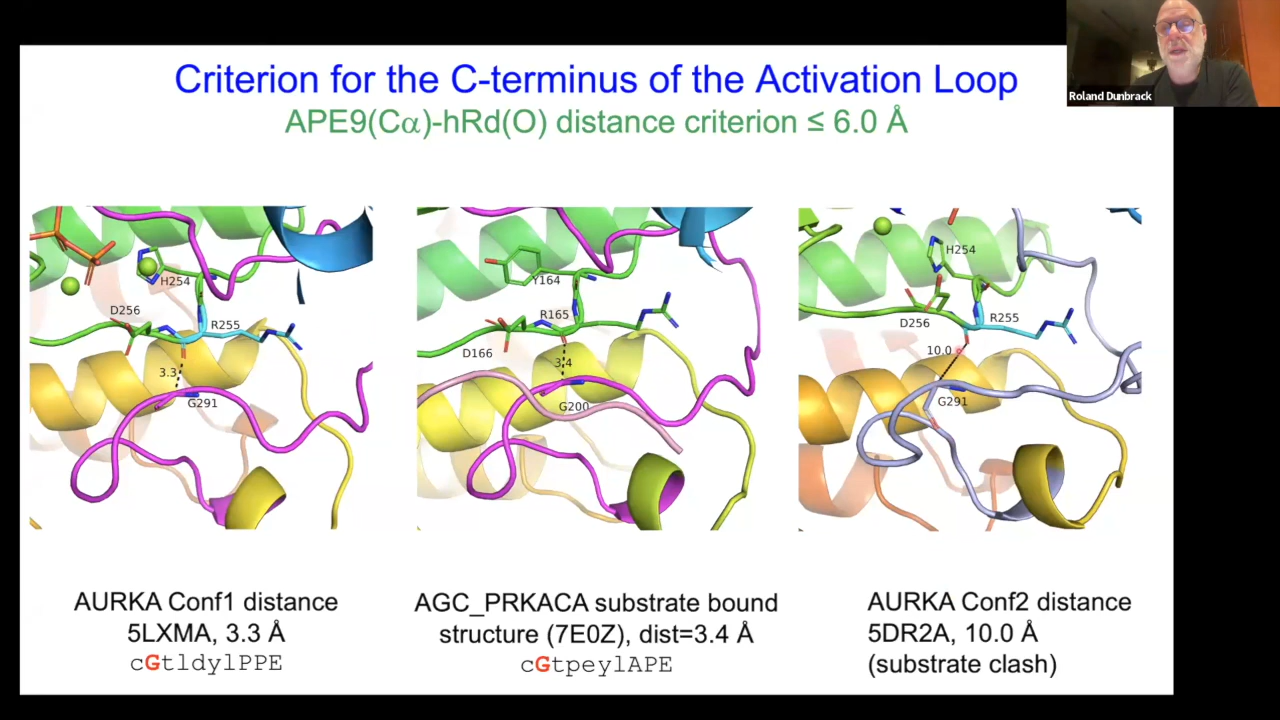 Criterion for the C-terminus of the Activation Loop
APE9(Cα)-hRd(O) distance criterion ≤ 6.0 Å
Roland Dunbrack
H254
D256
R255
3.3
G291
Y164
R165
D166
3.4
G200
H254
D256
R255
10.0
G291
AURKA Conf1 distance
5LXMA, 3.3 Å
cGtldylPPE
AGC_PRKACA substrate bound
structure (7E0Z), dist=3.4 Å
cGtpeylAPE
AURKA Conf2 distance
5DR2A, 10.0 Å
(substrate clash)